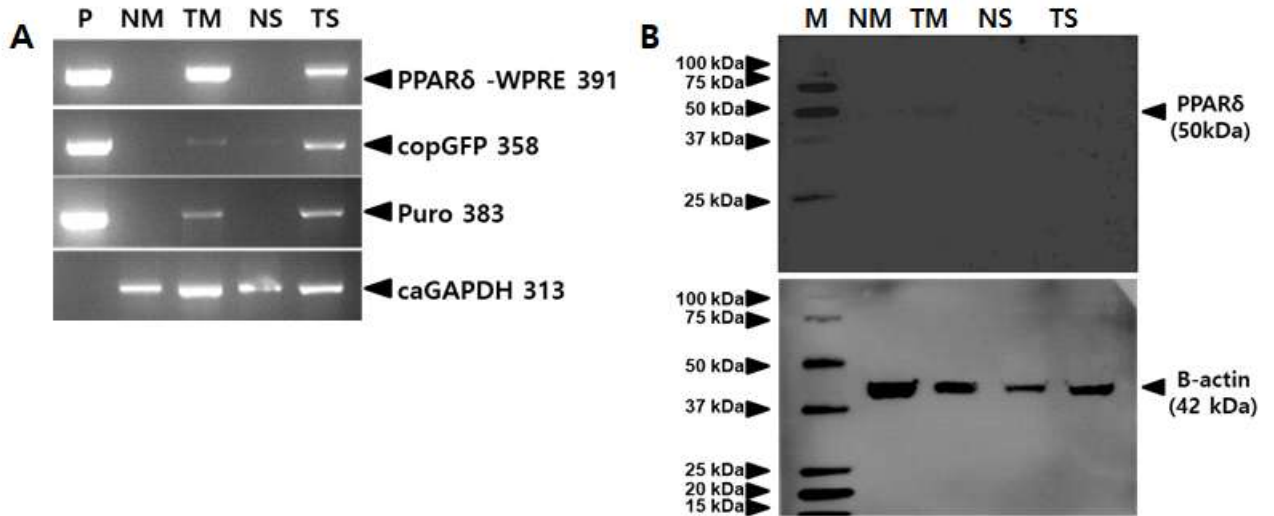 A
P NM TM NS TS
PPARδ -WPRE 391
copGFP 358
Puro 383
caGAPDH 313
B
M NM TM NS TS
100 kDa
75 kDa
50 kDa
37 kDa
25 kDa
PPARδ
(50kDa)
100 kDa
75 kDa
50 kDa
37 kDa
25 kDa
20 kDa
15 kDa
B-actin
(42 kDa)